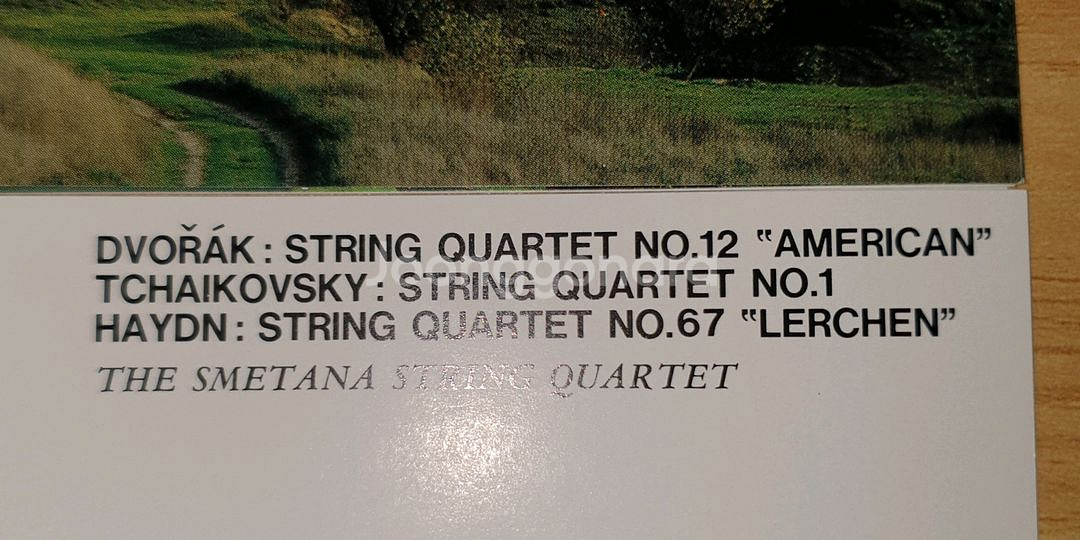 DVOŘÁK : STRING QUARTET NO.12 "AMERICAN"
TCHAIKOVSKY : STRING QUARTET NO.1
HAYDN : STRING QUARTET NO.67 "LERCHEN"
THE SMETANA STRING QUARTET